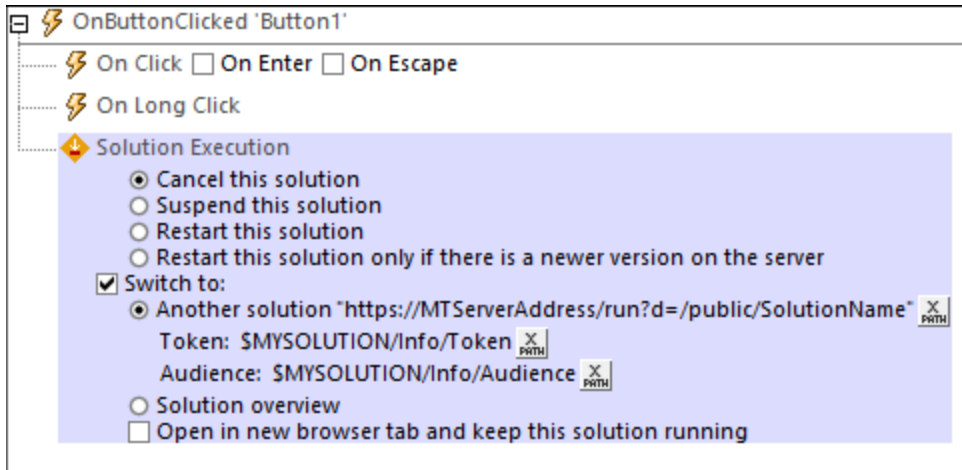 OnButtonClicked 'Button1'
On Click On Enter On Escape
On Long Click
Solution Execution
Cancel this solution
Suspend this solution
Restart this solution
Restart this solution only if there is a newer version on the server
Switch to:
Another solution "https://MTServerAddress/run?d=/public/SolutionName" X PATH
Token: $MYSOLUTION/Info/Token X PATH
Audience: $MYSOLUTION/Info/Audience X PATH
Solution overview
Open in new browser tab and keep this solution running